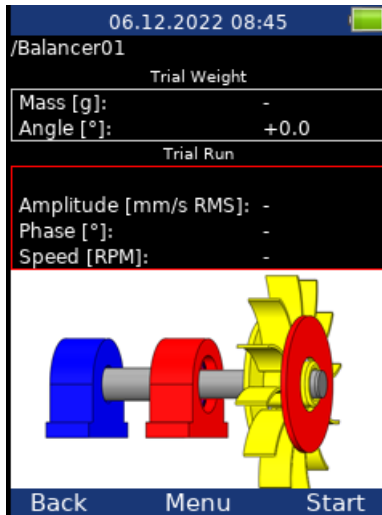 06.12.2022 08:45
/Balancer01
Trial Weight
Mass [g]: -
Angle [°]: +0.0
Trial Run
Amplitude [mm/s RMS]: -
Phase [°]: -
Speed [RPM]: -
Back Menu Start